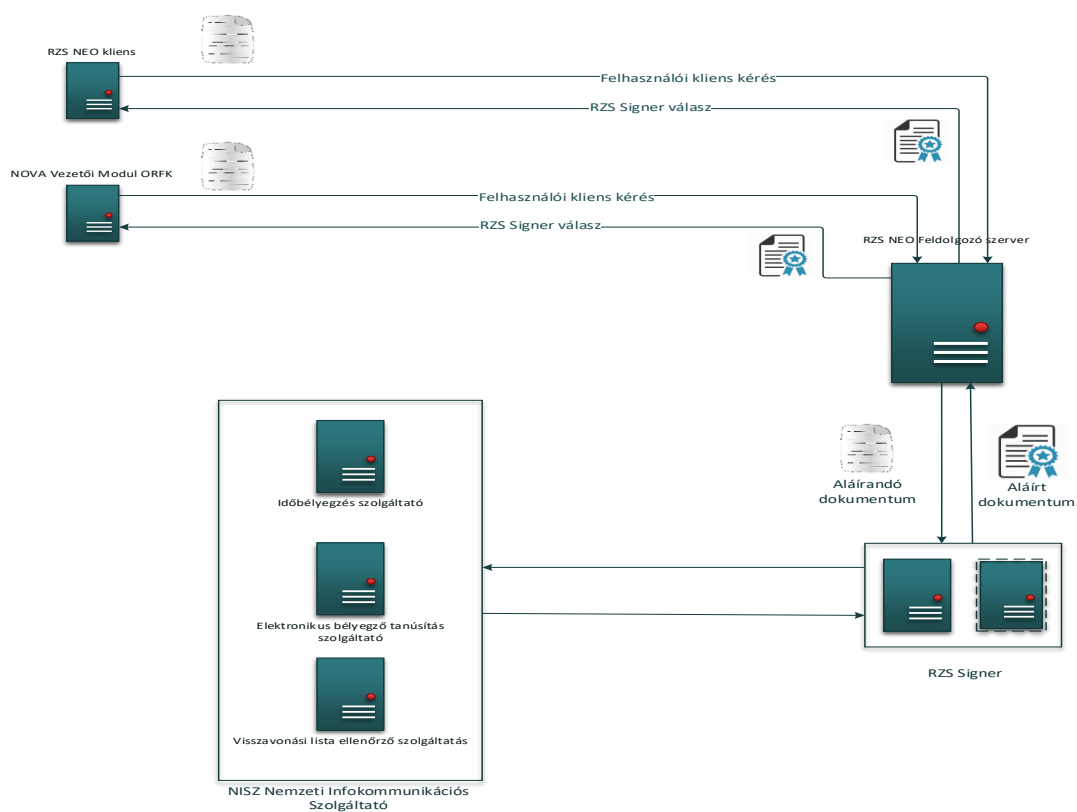 RZS NEO kliens
Felhasználói kliens kérés
RZS Signer válasz
NOVA Vezetői Modul ORFK
Felhasználói kliens kérés
RZS Signer válasz
RZS NEO Feldolgozó szerver
Aláírandó
dokumentum
Aláírt
dokumentum
Időbélyegzés szolgáltató
Elektronikus bélyegző tanúsítás
szolgáltató
Visszavonási lista ellenőrző szolgáltatás
RZS Signer
NISZ Nemzeti Infokommunikációs
Szolgáltató